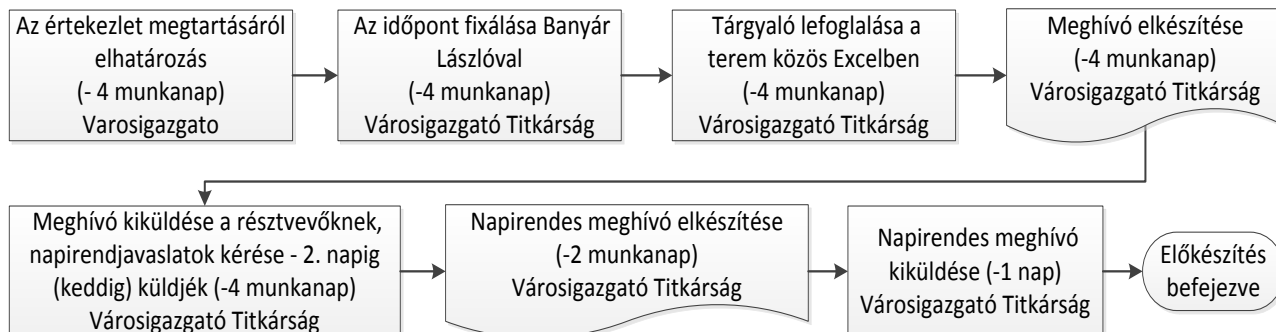 Az értekezlet megtartásáról
elhatározás
(- 4 munkanap)
Varosigazgato
Az időpont fixálása Banyár
Lászlóval
(-4 munkanap)
Városigazgató Titkárság
Tárgyaló lefoglalása a
terem közös Excelben
(-4 munkanap)
Városigazgató Titkárság
Meghívó elkészítése
(-4 munkanap)
Városigazgató Titkárság
Meghívó kiküldése a résztvevőknek,
napirendjavaslatok kérése - 2. napig
(keddig) küldjék (-4 munkanap)
Városigazgató Titkárság
Napirendes meghívó elkészítése
(-2 munkanap)
Városigazgató Titkárság
Napirendes meghívó
kiküldése (-1 nap)
Városigazgató Titkárság
Előkészítés
befejezve